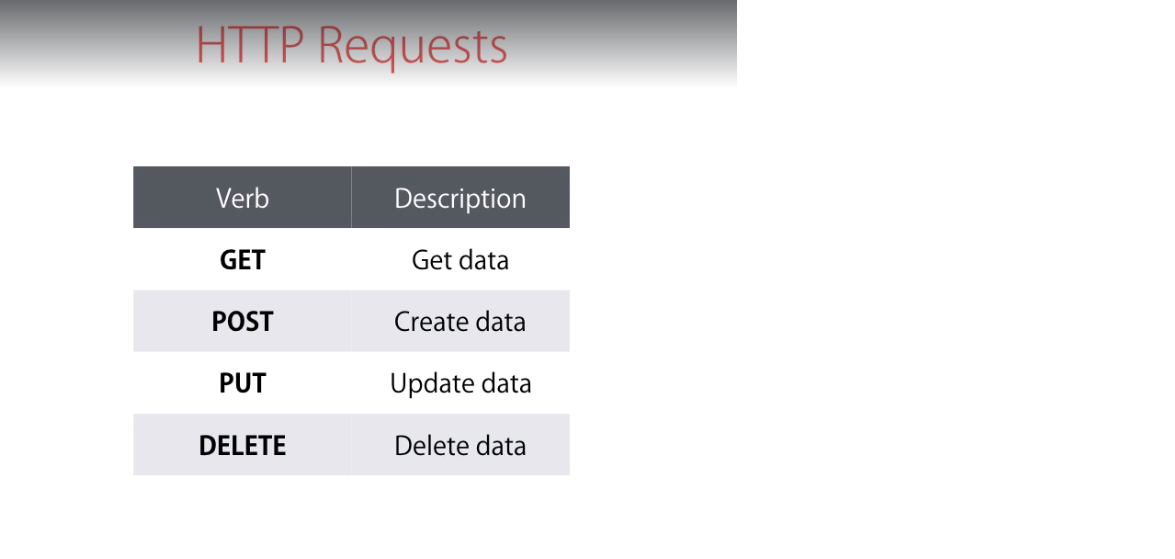 HTTP Requests
Verb Description
GET Get data
POST Create data
PUT Update data
DELETE Delete data